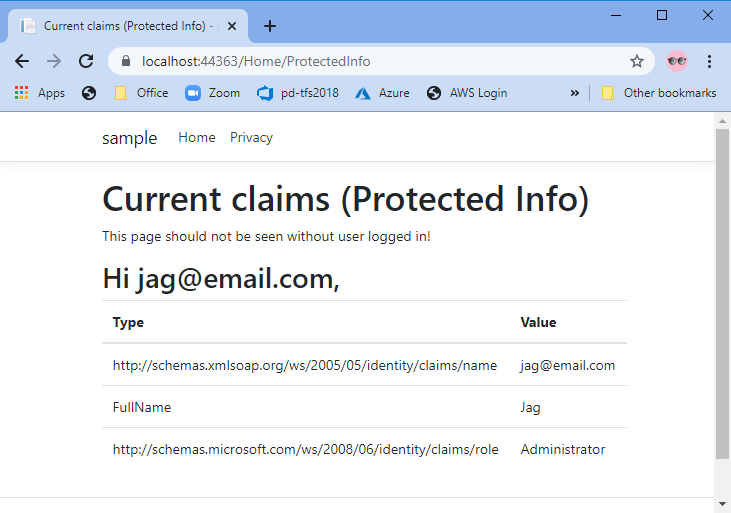 Current claims (Protected Info) -
localhost:44363/Home/ProtectedInfo
Apps Office Zoom pd-tfs2018 Azure AWS Login » Other bookmarks
sample Home Privacy
Current claims (Protected Info)
This page should not be seen without user logged in!
Hi jag@email.com,
Type Value
http://schemas.xmlsoap.org/ws/2005/05/identity/claims/name jag@email.com
FullName Jag
http://schemas.microsoft.com/ws/2008/06/identity/claims/role Administrator